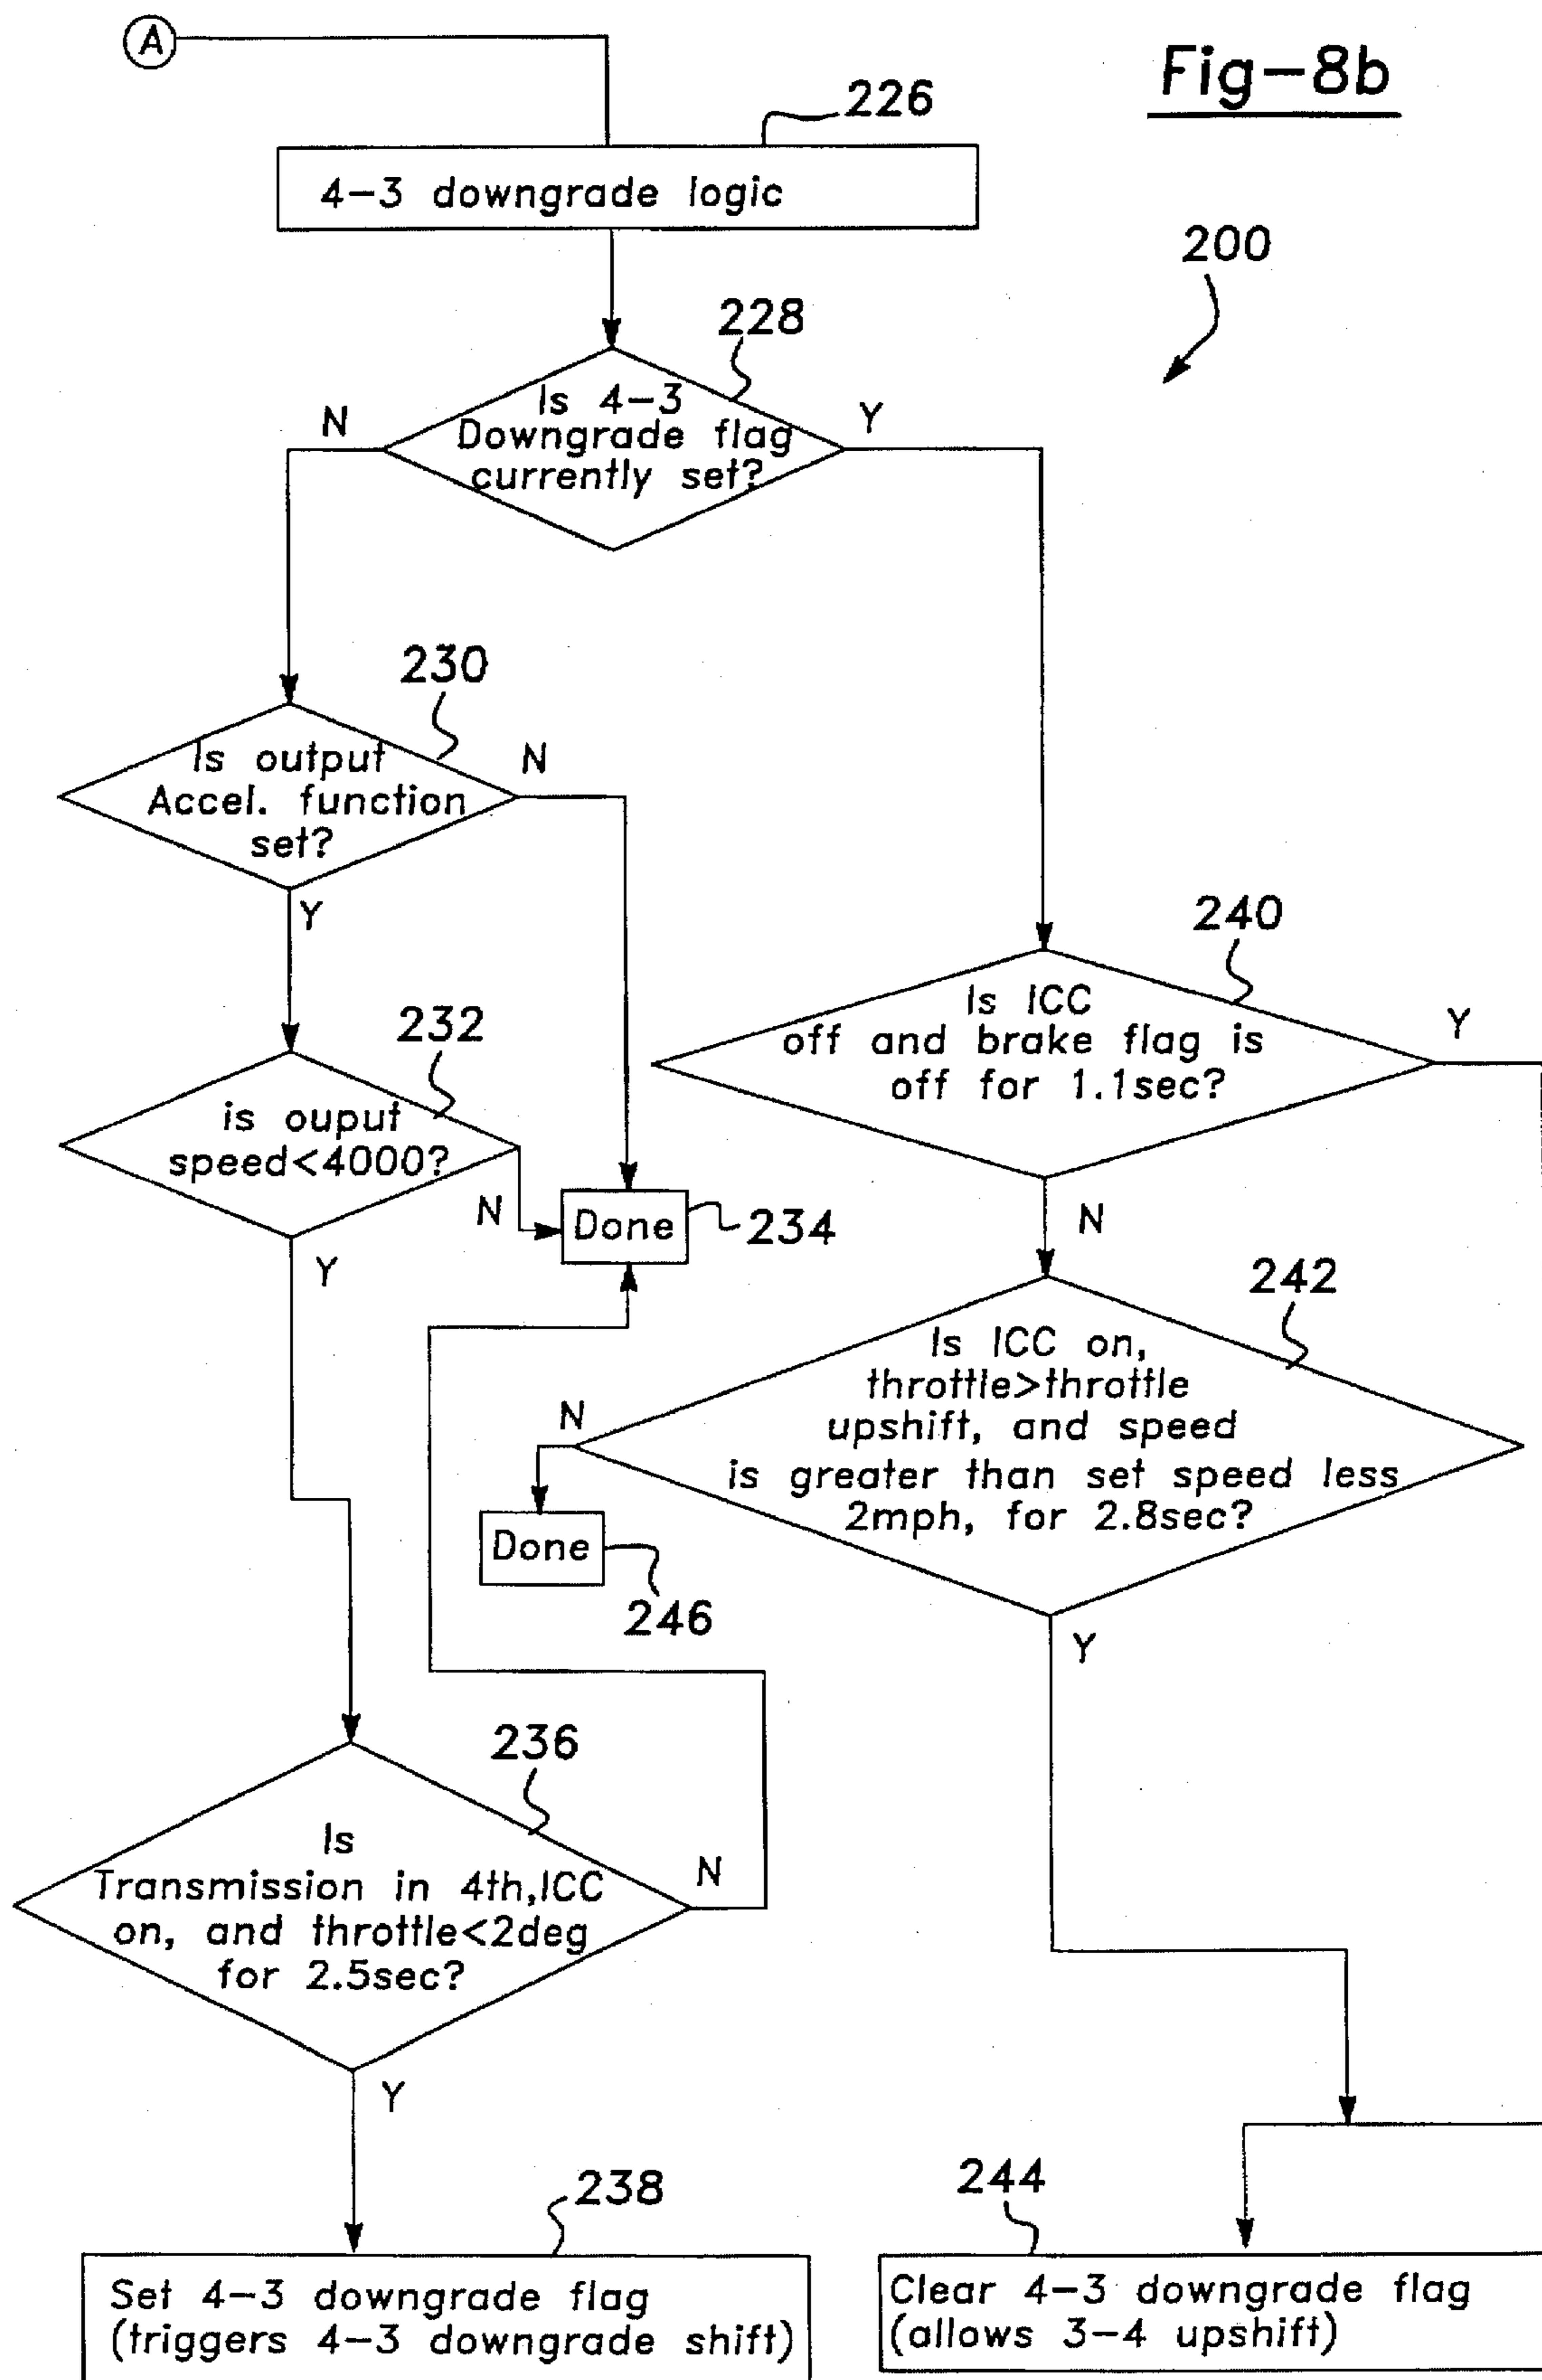 A
Fig-8b
226
4-3 downgrade logic
200
228
Is 4-3
Downgrade flag
currently set?
N
Y
230
Is output
Accel. function
set?
N
Y
240
Is ICC
off and brake flag is
off for 1.1sec?
Y
N
232
is ouput
speed<4000?
N
Y
Done
234
242
Is ICC on,
throttle>throttle
upshift, and speed
is greater than set speed less
2mph, for 2.8sec?
N
Y
Done
246
236
Is
Transmission in 4th,ICC
on, and throttle<2deg
for 2.5sec?
N
Y
238
Set 4-3 downgrade flag
(triggers 4-3 downgrade shift)
244
Clear 4-3 downgrade flag
(allows 3-4 upshift)